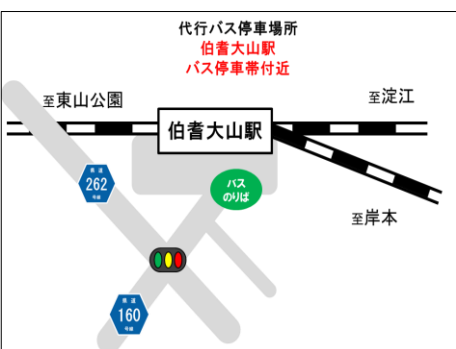 代行バス停車場所
伯耆大山駅
バス停車帯付近
至東山公園
至淀江
伯耆大山駅
至岸本
県道
262
号線
バス
のりば
県道
160
号線